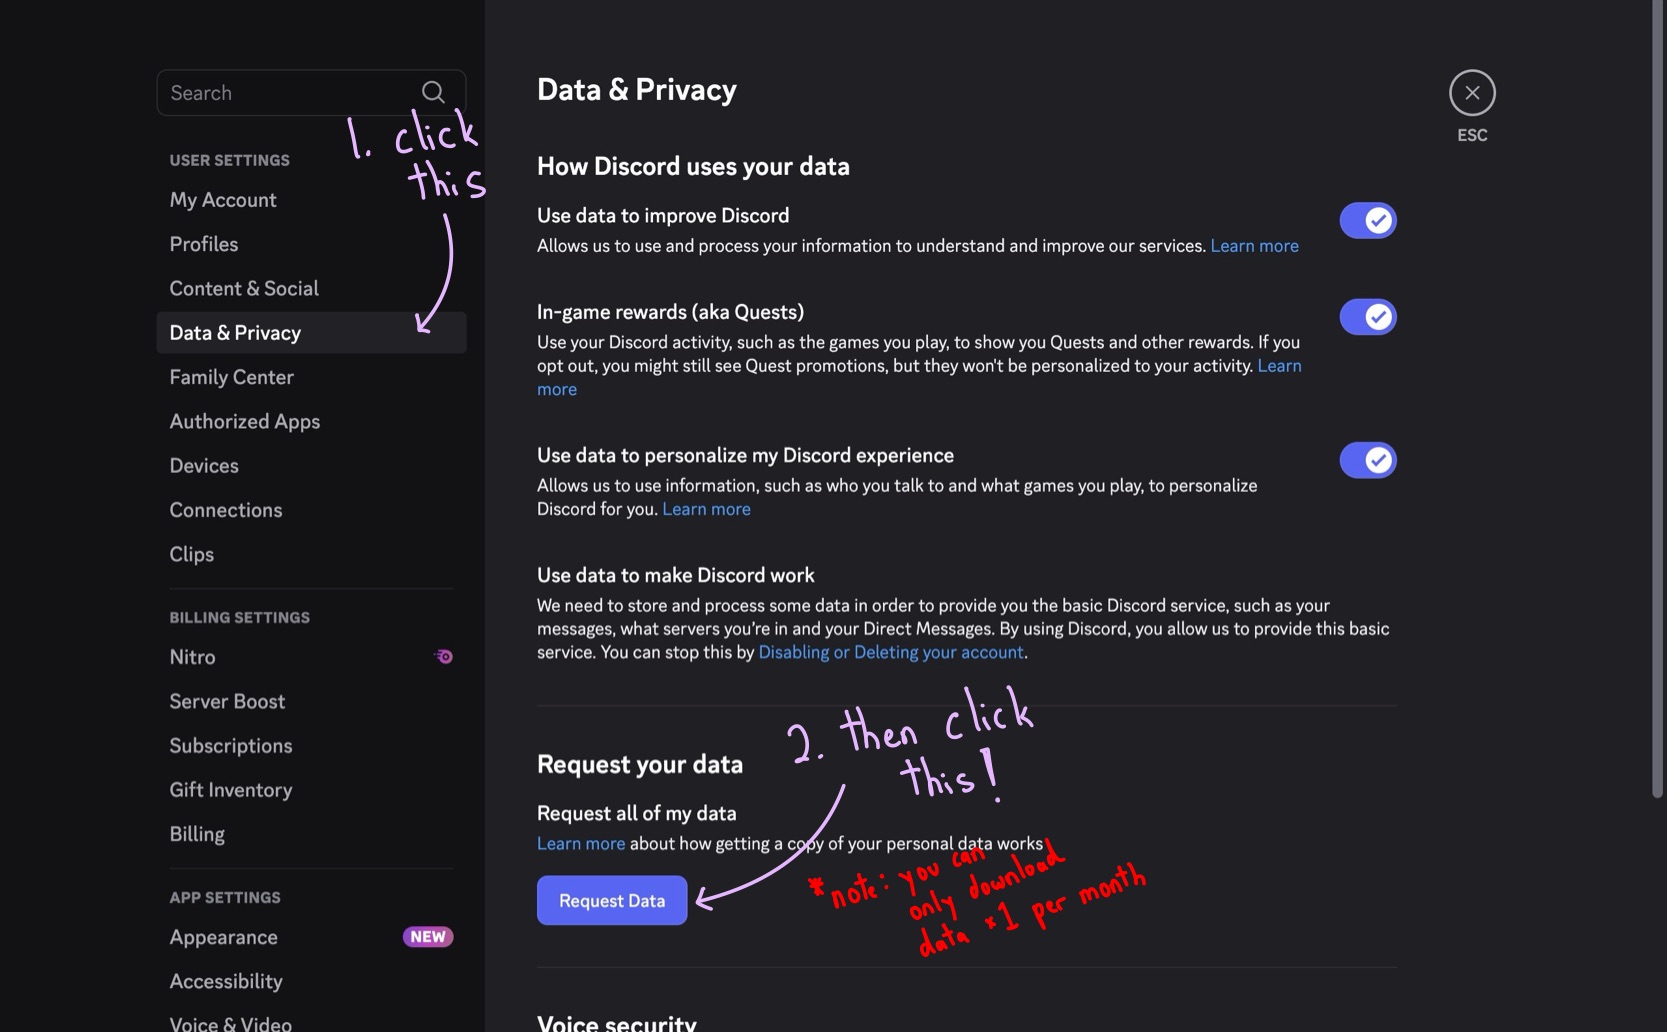 Search
1. click
this
USER SETTINGS
My Account
Profiles
Content & Social
Data & Privacy
Family Center
Authorized Apps
Devices
Connections
Clips
BILLING SETTINGS
Nitro
Server Boost
Subscriptions
Gift Inventory
Billing
APP SETTINGS
Appearance
NEW
Accessibility
Voice & Video
Data & Privacy
ESC
How Discord uses your data
Use data to improve Discord
Allows us to use and process your information to understand and improve our services. Learn more
In-game rewards (aka Quests)
Use your Discord activity, such as the games you play, to show you Quests and other rewards. If you
opt out, you might still see Quest promotions, but they won't be personalized to your activity. Learn
more
Use data to personalize my Discord experience
Allows us to use information, such as who you talk to and what games you play, to personalize
Discord for you. Learn more
Use data to make Discord work
We need to store and process some data in order to provide you the basic Discord service, such as your
messages, what servers you're in and your Direct Messages. By using Discord, you allow us to provide this basic
service. You can stop this by Disabling or Deleting your account.
2. then click
this!
Request your data
Request all of my data
Learn more about how getting a copy of your personal data works
Request Data
*note: you can
only download
data *1 per month
Voice security